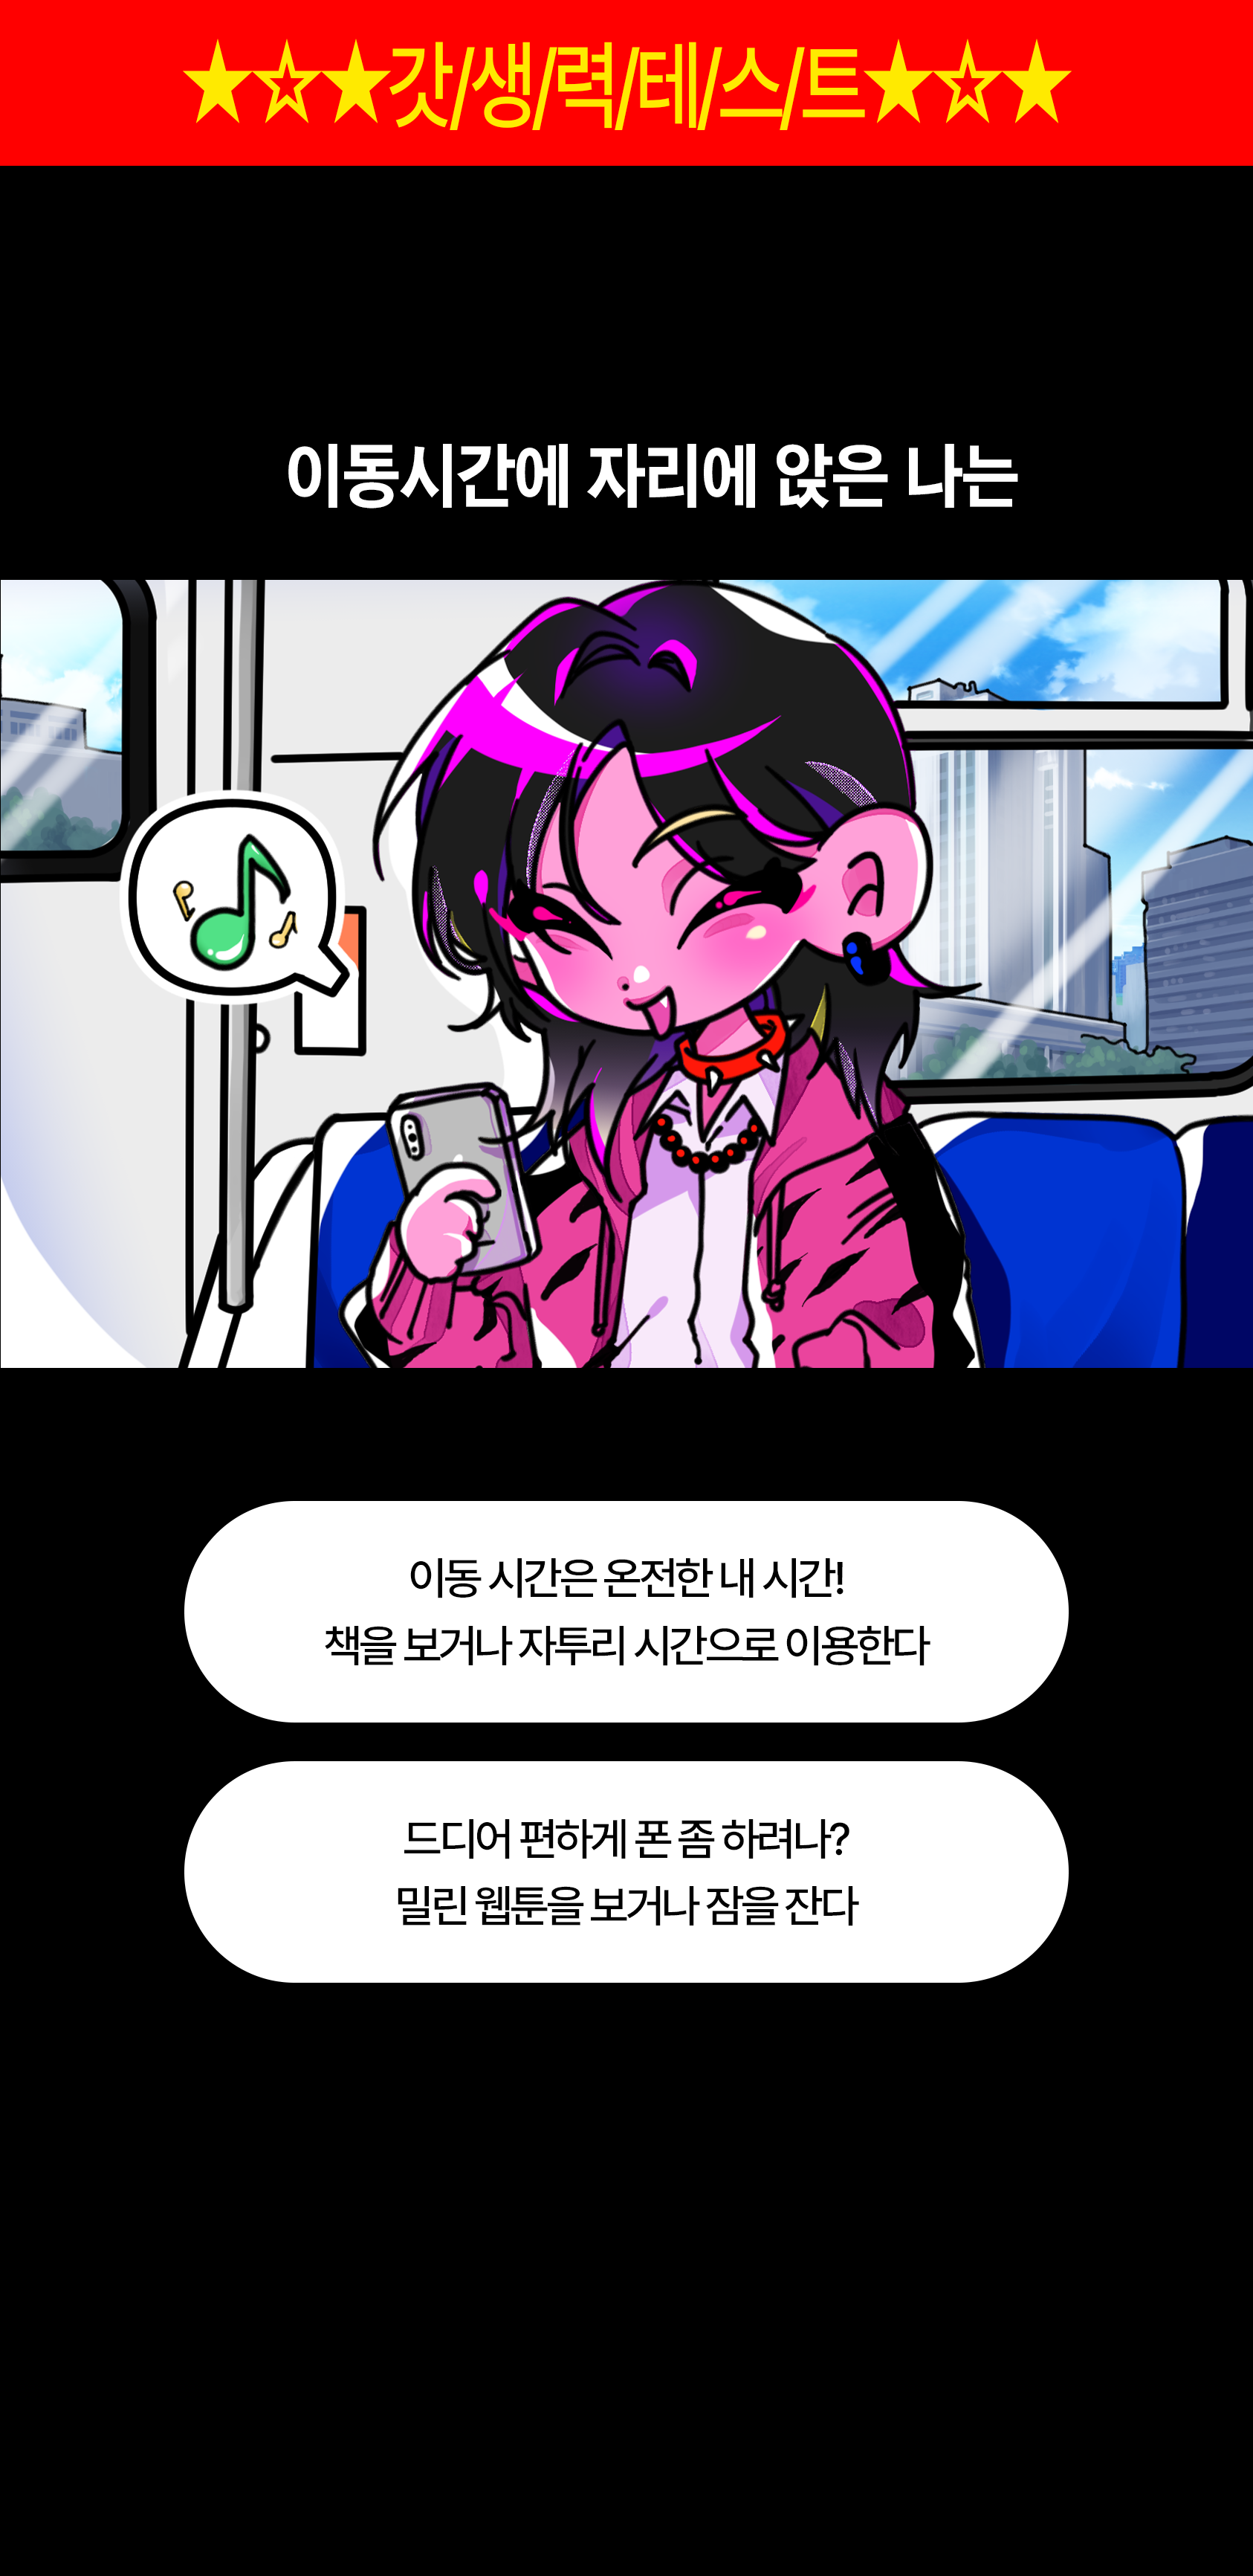 ★☆★갓/생/력/테/스/트★☆★
이동시간에 자리에 앉은 나는
이동 시간은 온전한 내 시간!
책을 보거나 자투리 시간으로 이용한다
드디어 편하게 폰 좀 하려나?
밀린 웹툰을 보거나 잠을 잔다